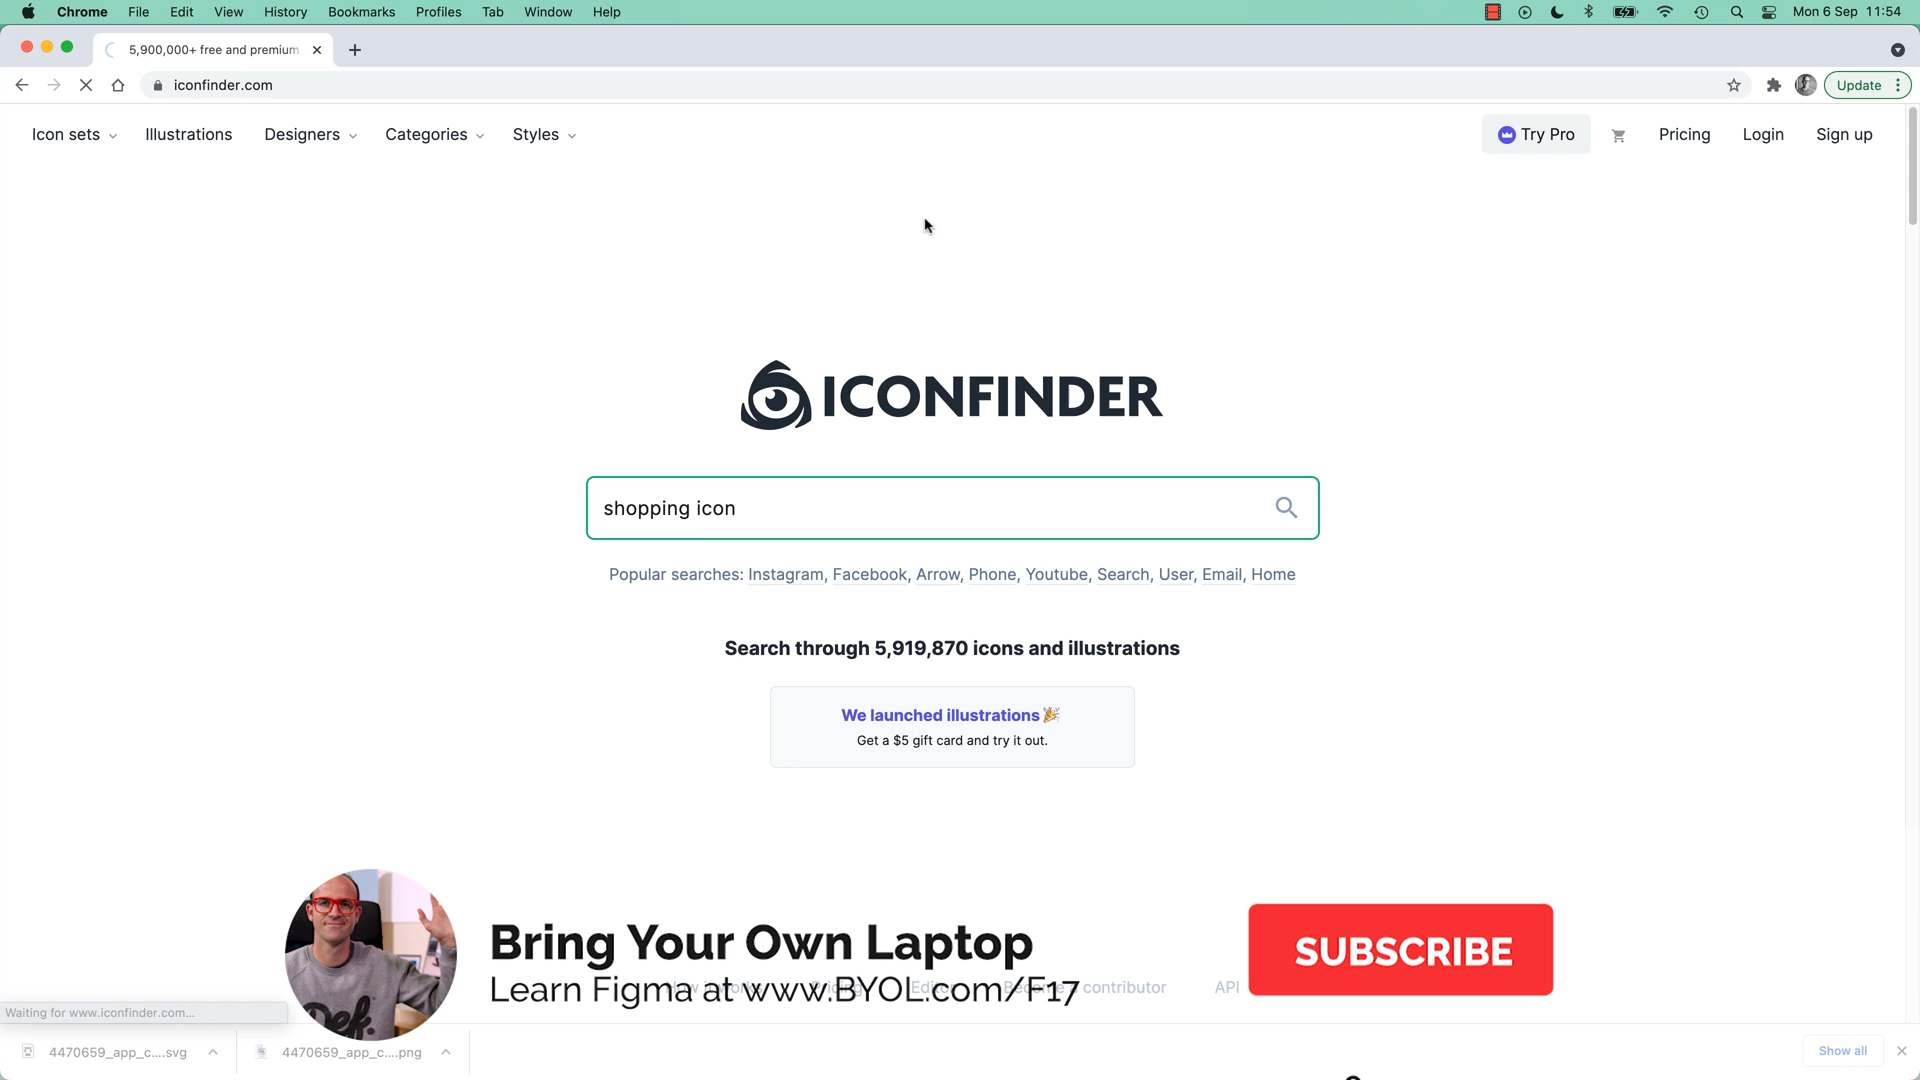 Chrome File Edit View History Bookmarks Profiles Tab Window Help Mon 6 Sep 11:54
5,900,000+ free and premium
iconfinder.com Update
Icon sets Illustrations Designers Categories Styles Try Pro Pricing Login Sign up
ICONFINDER
shopping icon
Popular searches: Instagram, Facebook, Arrow, Phone, Youtube, Search, User, Email, Home
Search through 5,919,870 icons and illustrations
We launched illustrations 🎉
Get a $5 gift card and try it out.
Bring Your Own Laptop
SUBSCRIBE
Learn Figma at www.BYOL.com/F17
contributor API
Def.
Waiting for www.iconfinder.com...
4470659_app_c....svg 4470659_app_c....png Show all